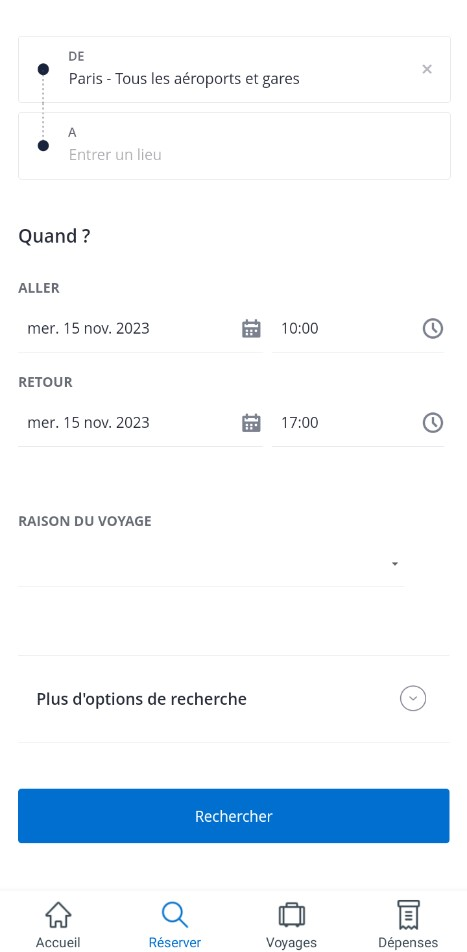 DE
Paris - Tous les aéroports et gares
A
Entrer un lieu
Quand ?
ALLER
mer. 15 nov. 2023
10:00
RETOUR
mer. 15 nov. 2023
17:00
RAISON DU VOYAGE
Plus d'options de recherche
Rechercher
Accueil
Réserver
Voyages
Dépenses